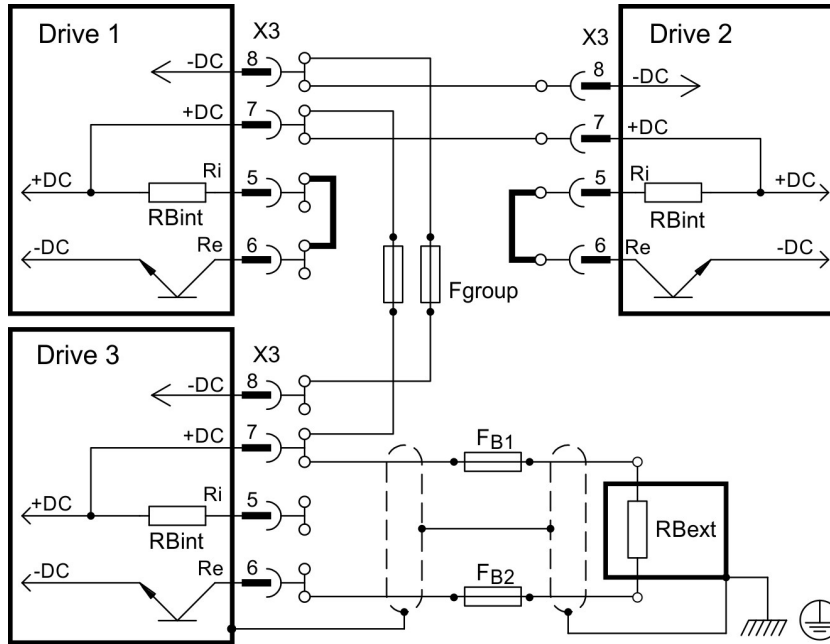 Drive 1 X3
-DC 8
+DC 7
+DC Ri 5
RBint
-DC Re 6
X3 Drive 2
8 -DC
7 +DC
5 Ri +DC
RBint
6 Re -DC
Fgroup
Drive 3 X3
-DC 8
+DC 7
FB1
+DC Ri 5
RBint
RBext
-DC Re 6
FB2